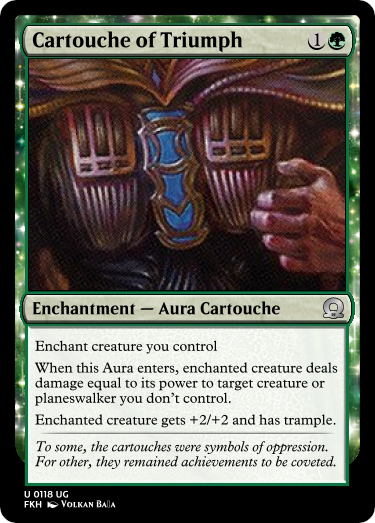 Cartouche of Triumph 1
Enchantment — Aura Cartouche
Enchant creature you control
When this Aura enters, enchanted creature deals
damage equal to its power to target creature or
planeswalker you don't control.
Enchanted creature gets +2/+2 and has trample.
To some, the cartouches were symbols of oppression.
For other, they remained achievements to be coveted.
U 0118 UG
FKH Volkan